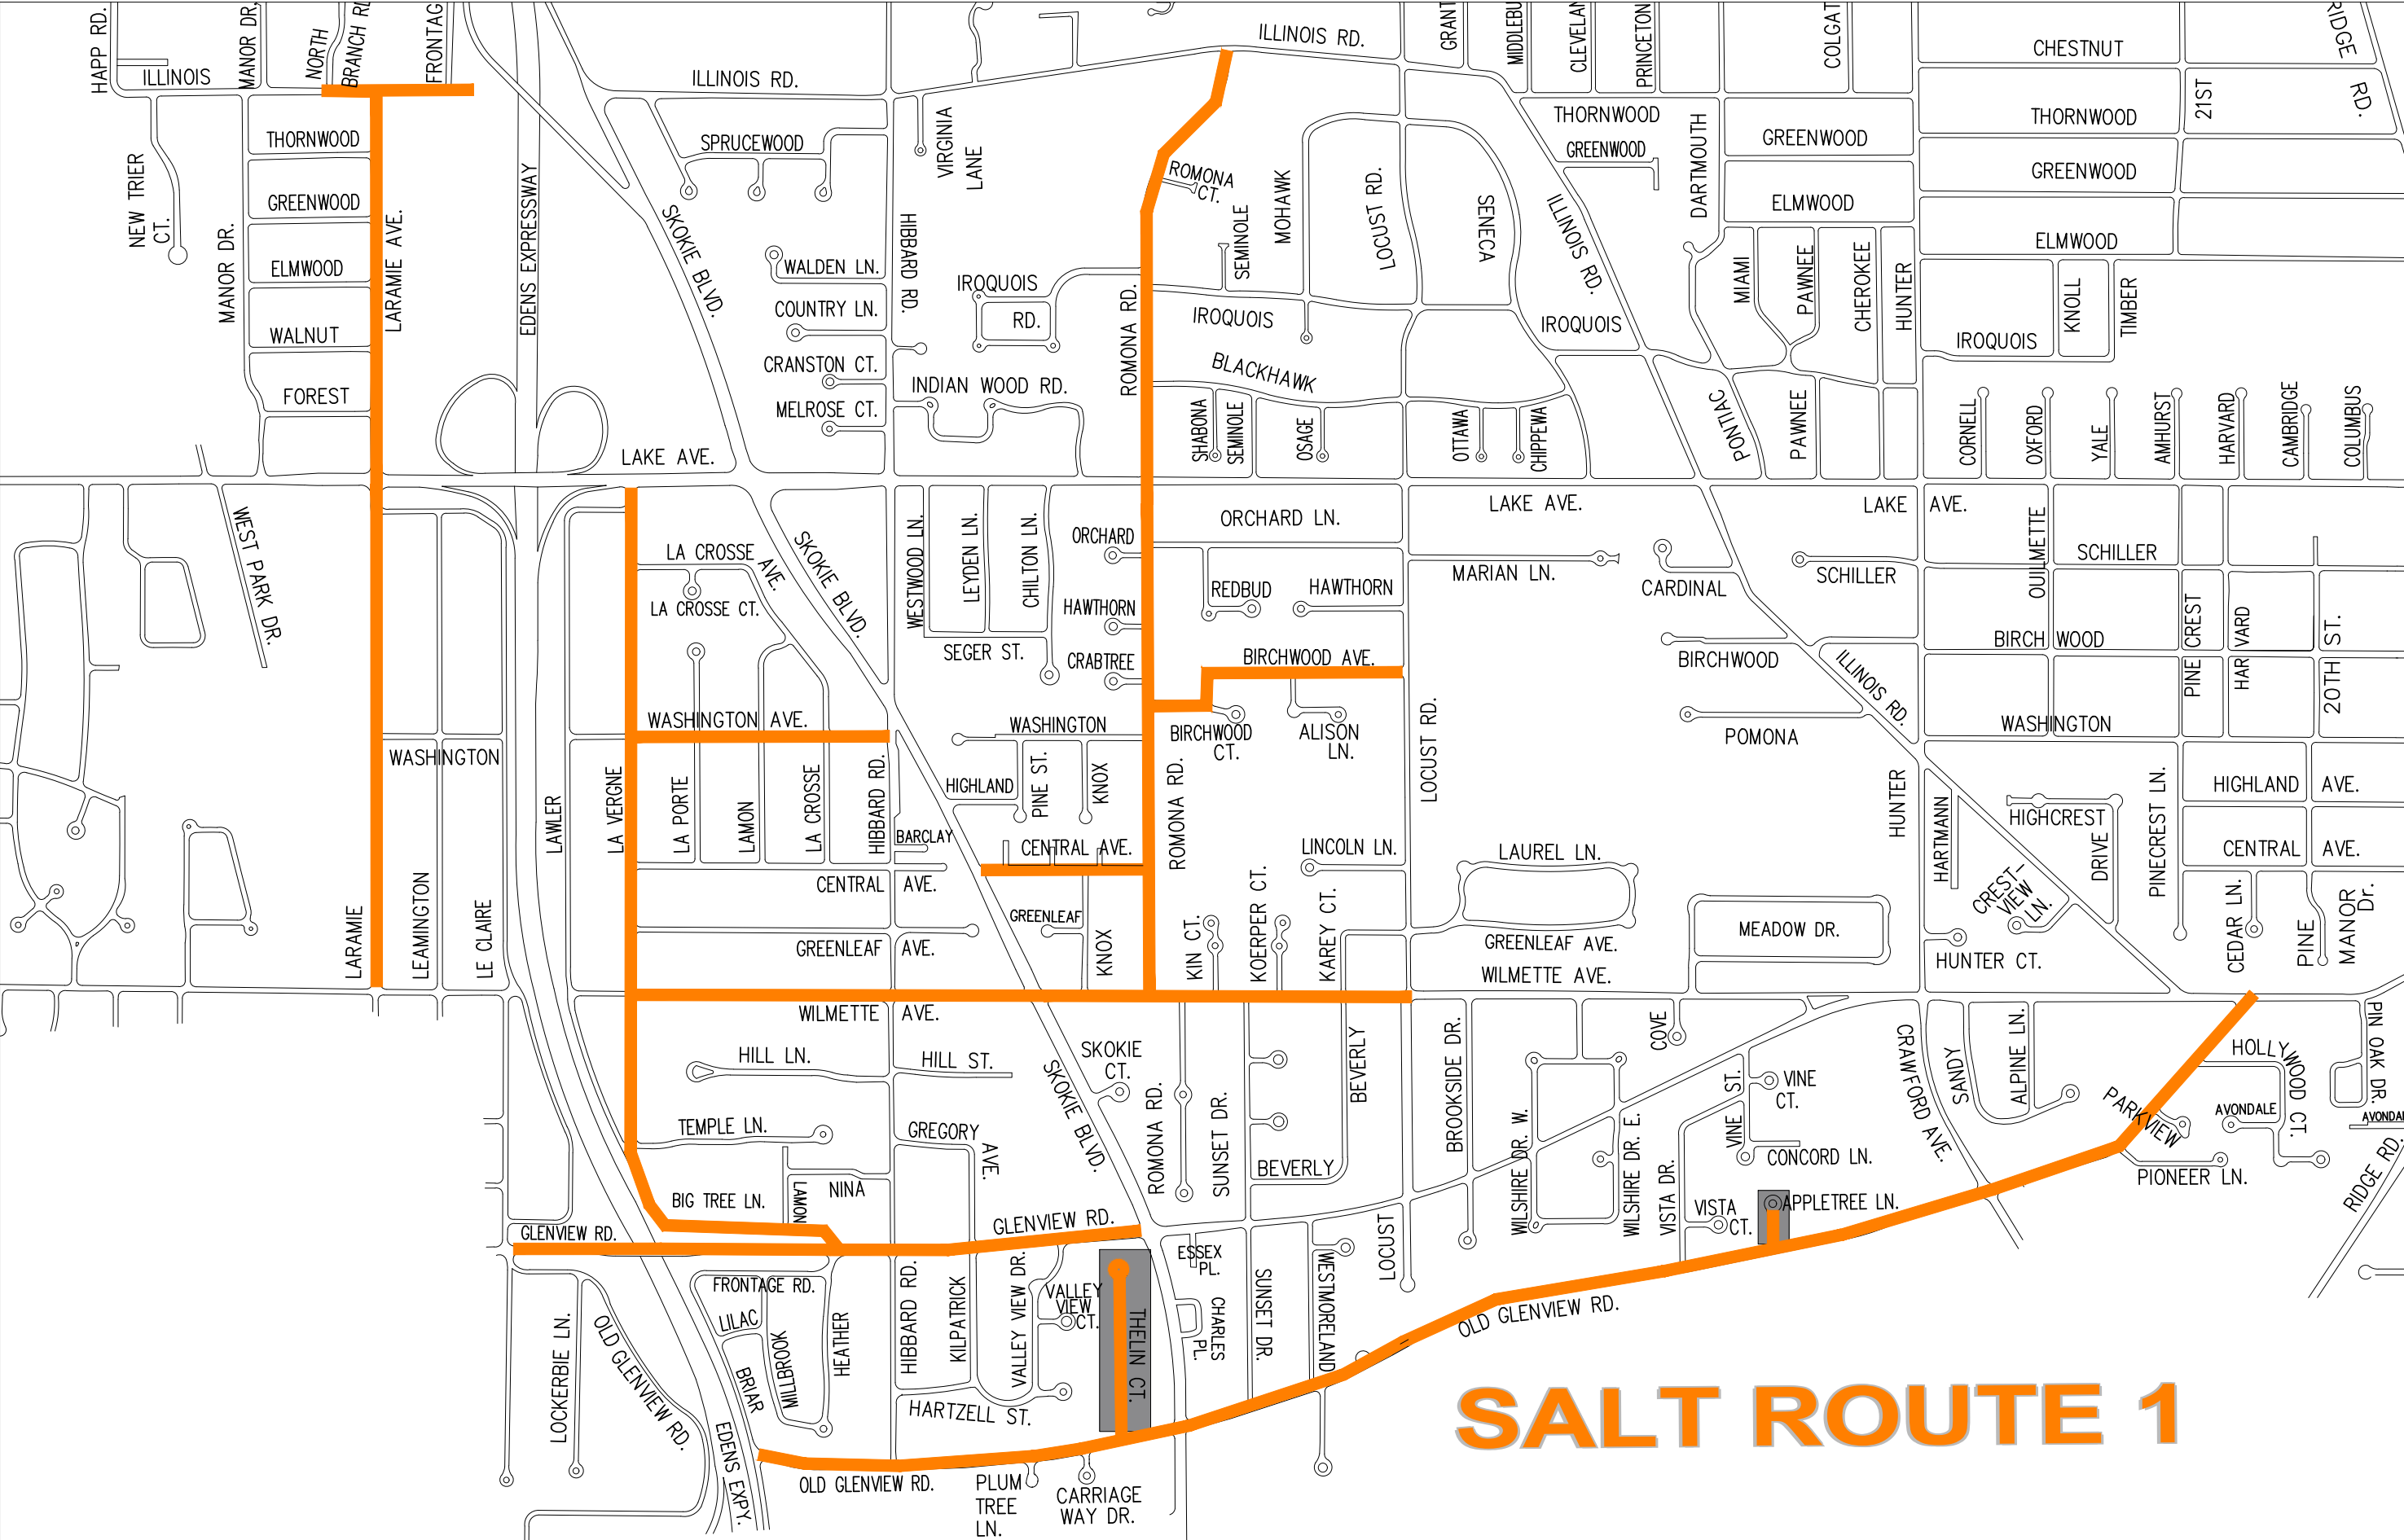 HAPP RD.
MANOR DR.
NORTH
BRANCH RD
FRONTAG
ILLINOIS
ILLINOIS RD.
ILLINOIS RD.
GRANT
MIDDLEBU
CLEVELAN
PRINCETON
COLGAT
CHESTNUT
RIDGE
RD.
21ST
THORNWOOD
NEW TRIER
CT.
SPRUCEWOOD
VIRGINIA
LANE
ROMONA
CT.
THORNWOOD
GREENWOOD
DARTMOUTH
GREENWOOD
THORNWOOD
GREENWOOD
MANOR DR.
LARAMIE AVE.
EDENS EXPRESSWAY
SKOKIE BLVD.
HIBBARD RD.
SEMINOLE
MOHAWK
LOCUST RD.
SENECA
ILLINOIS RD.
ELMWOOD
GREENWOOD
ELMWOOD
ELMWOOD
WALDEN LN.
IROQUOIS
RD.
MIAMI
PAWNEE
CHEROKEE
HUNTER
KNOLL
TIMBER
WALNUT
COUNTRY LN.
ROMONA RD.
IROQUOIS
IROQUOIS
IROQUOIS
FOREST
CRANSTON CT.
INDIAN WOOD RD.
BLACKHAWK
MELROSE CT.
SHABONA
SEMINOLE
OSAGE
OTTAWA
CHIPPEWA
PONTIAC
PAWNEE
CORNELL
OXFORD
YALE
AMHURST
HARVARD
CAMBRIDGE
COLUMBUS
LAKE AVE.
LAKE AVE.
LAKE AVE.
WEST PARK DR.
LA CROSSE
AVE.
SKOKIE BLVD.
WESTWOOD LN.
LEYDEN LN.
CHILTON LN.
ORCHARD
ORCHARD LN.
MARIAN LN.
CARDINAL
SCHILLER
OUILMETTE
SCHILLER
LA CROSSE CT.
HAWTHORN
REDBUD
HAWTHORN
PINE CREST
HAR VARD
20TH ST.
SEGER ST.
CRABTREE
BIRCHWOOD AVE.
BIRCHWOOD
ILLINOIS RD.
BIRCH WOOD
WASHINGTON
WASHINGTON AVE.
WASHINGTON
BIRCHWOOD
CT.
ALISON
LN.
LOCUST RD.
POMONA
WASHINGTON
LAWLER
LA VERGNE
LA PORTE
LAMON
LA CROSSE
HIBBARD RD.
HIGHLAND
PINE ST.
KNOX
ROMONA RD.
HUNTER
HARTMANN
HIGHCREST
DRIVE
PINECREST LN.
HIGHLAND AVE.
BARCLAY
CENTRAL AVE.
LINCOLN LN.
LAUREL LN.
CENTRAL AVE.
LARAMIE
LEAMINGTON
LE CLAIRE
CENTRAL AVE.
GREENLEAF AVE.
GREENLEAF
KNOX
KIN CT.
KOERPER CT.
KAREY CT.
GREENLEAF AVE.
MEADOW DR.
CREST-
VIEW
LN.
HUNTER CT.
CEDAR LN.
PINE
MANOR
Dr.
WILMETTE AVE.
WILMETTE AVE.
HILL LN.
HILL ST.
SKOKIE
CT.
SKOKIE BLVD.
ROMONA RD.
SUNSET DR.
BEVERLY
BROOKSIDE DR.
COVE
VINE ST.
VINE
VINE
CT.
CRAWFORD AVE.
SANDY
ALPINE LN.
HOLLY
WOOD CT.
PIN OAK DR.
AVONDALE
AVONDA
PARKVIEW
TEMPLE LN.
GREGORY
AVE.
BEVERLY
WILSHIRE DR. W.
WILSHIRE DR. E.
VISTA DR.
CONCORD LN.
PIONEER LN.
RIDGE RD.
NINA
LAMON
BIG TREE LN.
VISTA
CT.
APPLETREE LN.
GLENVIEW RD.
GLENVIEW RD.
ESSEX
PL.
LOCUST
FRONTAGE RD.
LILAC
MILLBROOK
HEATHER
HIBBARD RD.
KILPATRICK
VALLEY VIEW DR.
VALLEY
VIEW
CT.
THELIN CT.
CHARLES
PL.
SUNSET DR.
WESTMORELAND
OLD GLENVIEW RD.
LOCKERBIE LN.
OLD GLENVIEW RD.
BRIAR
HARTZELL ST.
EDENS EXPY.
OLD GLENVIEW RD.
PLUM
TREE
LN.
CARRIAGE
WAY DR.
SALT ROUTE 1